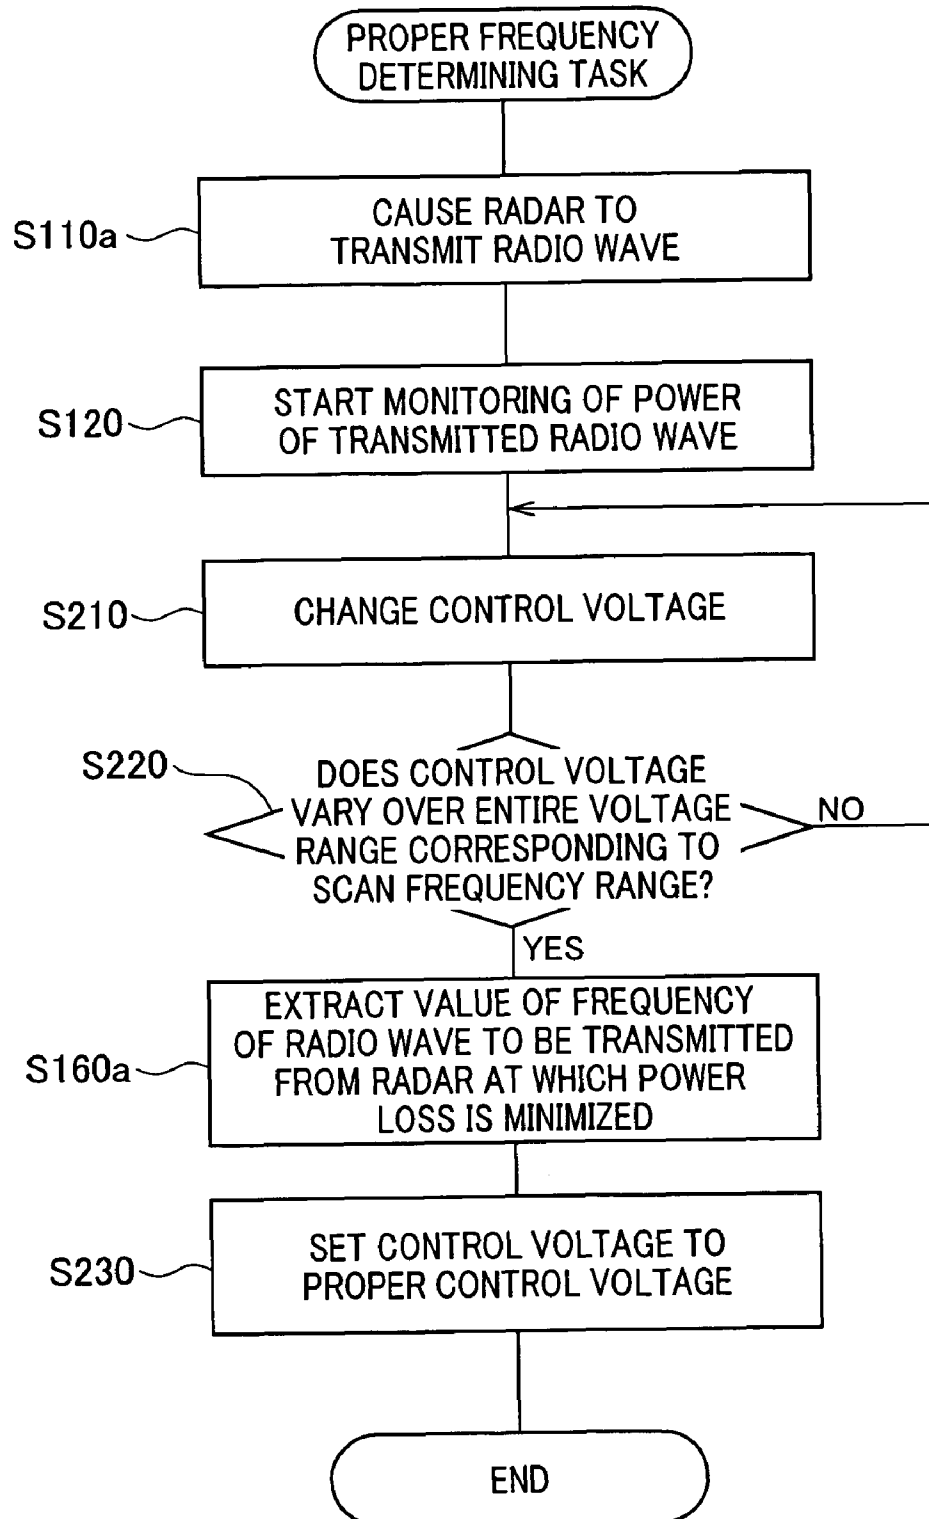 PROPER FREQUENCY
DETERMINING TASK
S110a
CAUSE RADAR TO
TRANSMIT RADIO WAVE
S120
START MONITORING OF POWER
OF TRANSMITTED RADIO WAVE
S210
CHANGE CONTROL VOLTAGE
S220
DOES CONTROL VOLTAGE
VARY OVER ENTIRE VOLTAGE
RANGE CORRESPONDING TO
SCAN FREQUENCY RANGE?
NO
YES
S160a
EXTRACT VALUE OF FREQUENCY
OF RADIO WAVE TO BE TRANSMITTED
FROM RADAR AT WHICH POWER
LOSS IS MINIMIZED
S230
SET CONTROL VOLTAGE TO
PROPER CONTROL VOLTAGE
END